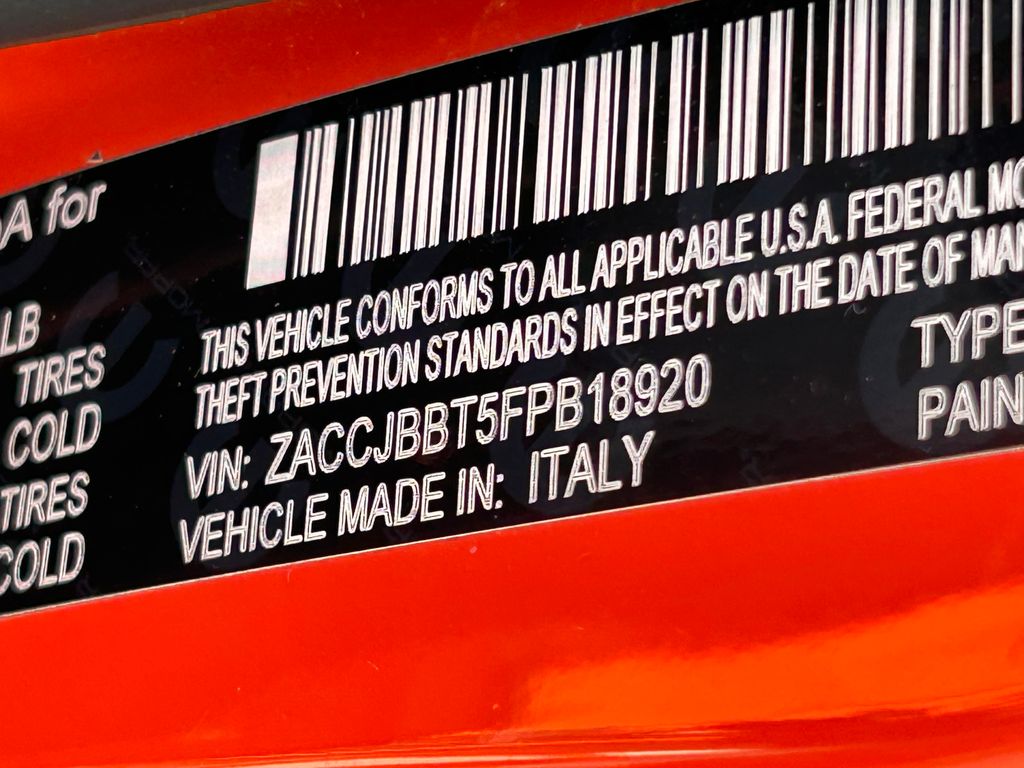 A for
LB
TIRES
COLD
TIRES
COLD
THIS VEHICLE CONFORMS TO ALL APPLICABLE U.S.A. FEDERAL MO
THEFT PREVENTION STANDARDS IN EFFECT ON THE DATE OF MAN
VIN: ZACCJBBT5FPB18920
VEHICLE MADE IN: ITALY
TYPE
PAIN